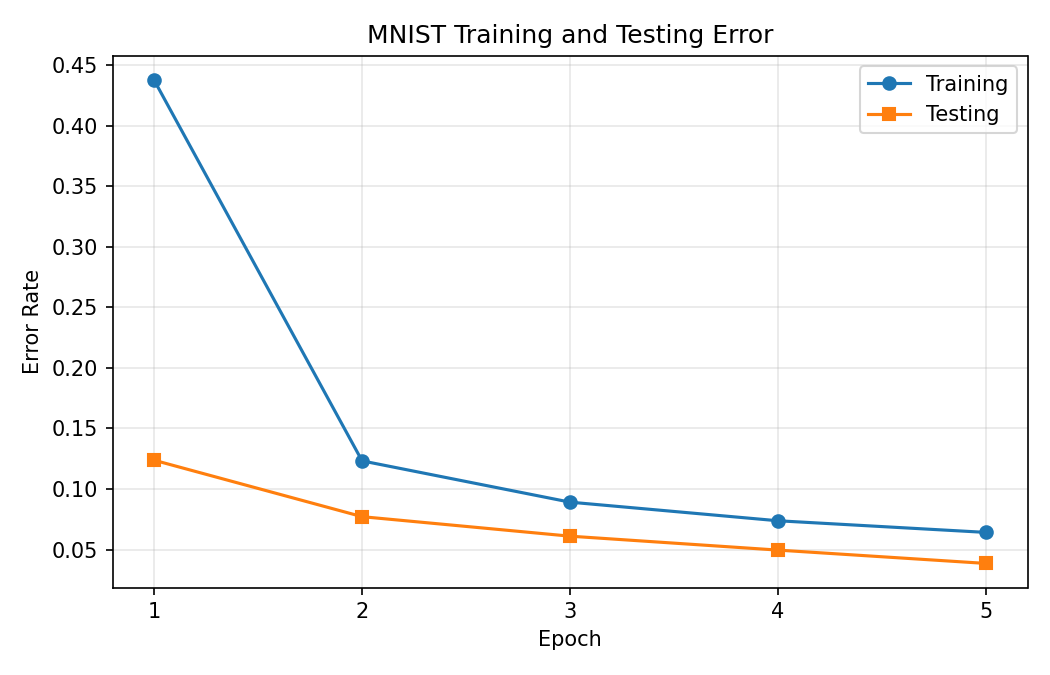 MNIST Training and Testing Error
Training
Testing
0.45
0.40
0.35
0.30
0.25
0.20
0.15
0.10
0.05
Error Rate
1 2 3 4 5
Epoch